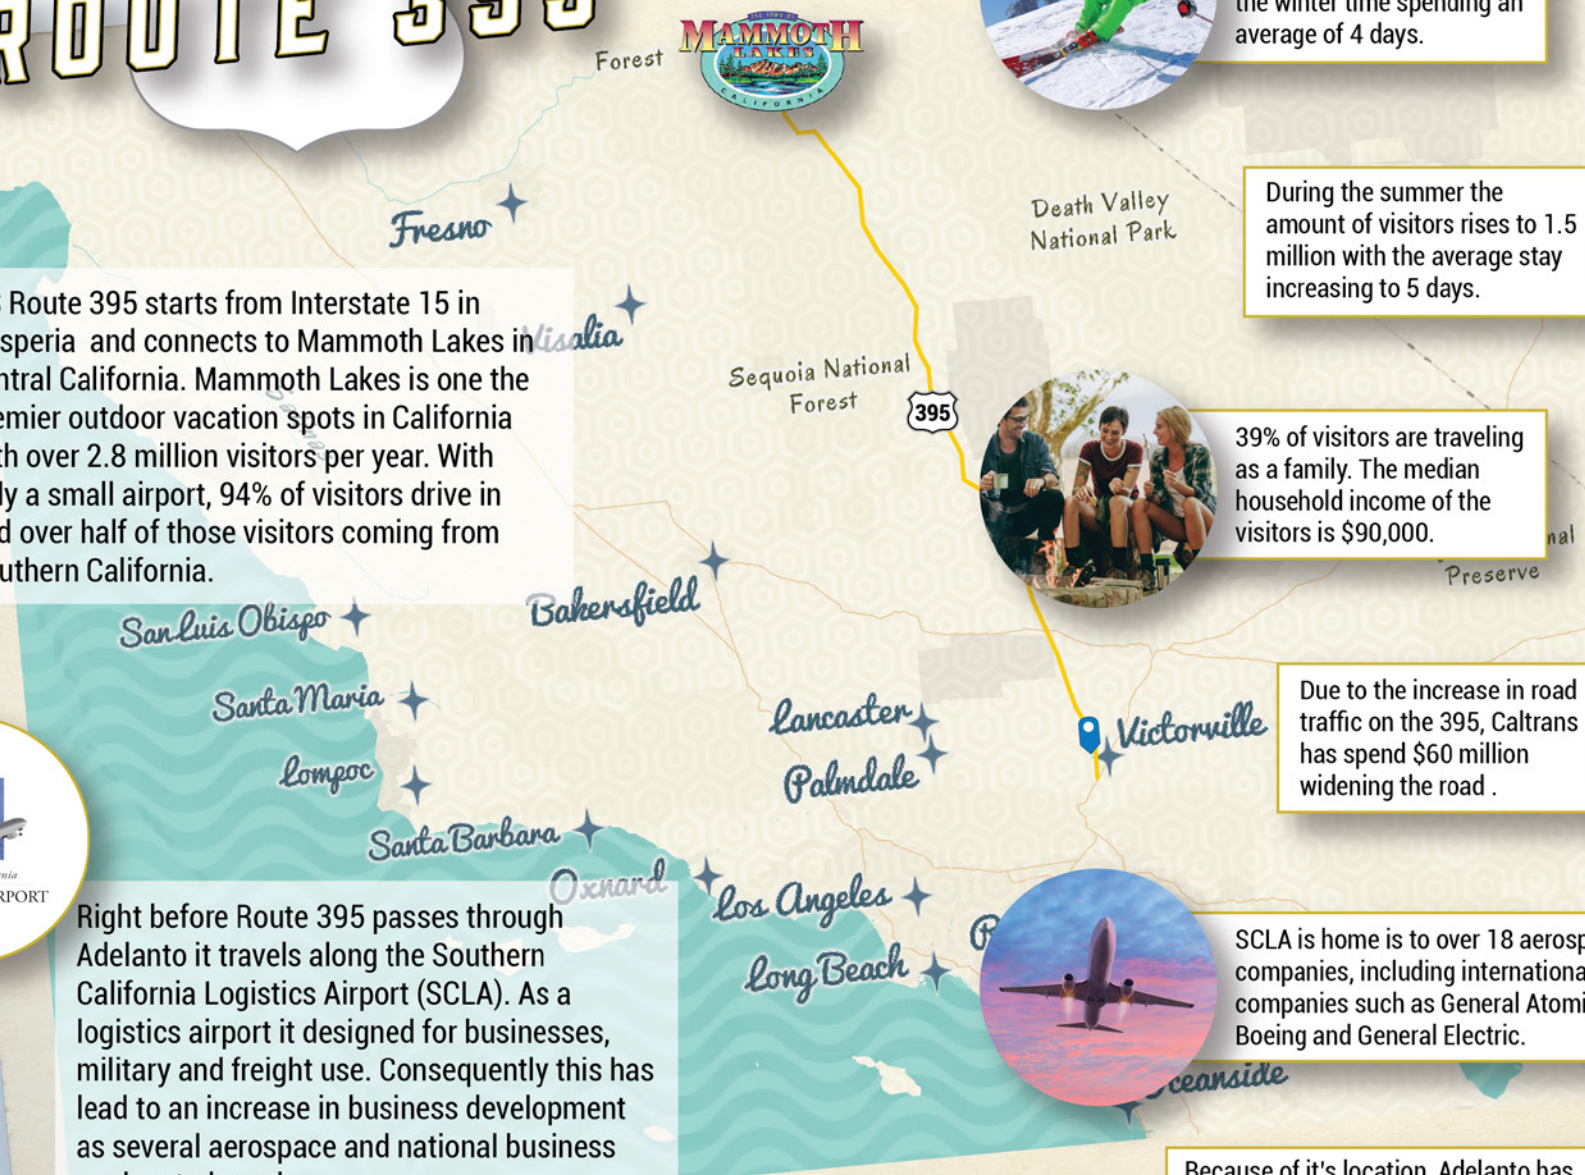 ROUTE 395
Forest
THE TOWN OF
MAMMOTH
LAKES
CALIFORNIA
the winter time spending an
average of 4 days.
Fresno
Death Valley
National Park
During the summer the
amount of visitors rises to 1.5
million with the average stay
increasing to 5 days.
Route 395 starts from Interstate 15 in
speria and connects to Mammoth Lakes in
ntral California. Mammoth Lakes is one the
emier outdoor vacation spots in California
th over 2.8 million visitors per year. With
ly a small airport, 94% of visitors drive in
d over half of those visitors coming from
uthern California.
Visalia
Sequoia National
Forest
395
39% of visitors are traveling
as a family. The median
household income of the
visitors is $90,000.
nal
Preserve
Bakersfield
San Luis Obispo
Santa Maria
Lompoc
Santa Barbara
Oxnard
Lancaster
Palmdale
Victorville
Due to the increase in road
traffic on the 395, Caltrans
has spend $60 million
widening the road .
Los Angeles
Long Beach
nia
RPORT
Right before Route 395 passes through
Adelanto it travels along the Southern
California Logistics Airport (SCLA). As a
logistics airport it designed for businesses,
military and freight use. Consequently this has
lead to an increase in business development
as several aerospace and national business
SCLA is home is to over 18 aerosp
companies, including internationa
companies such as General Atomi
Boeing and General Electric.
ceanside
Because of it's location, Adelanto has